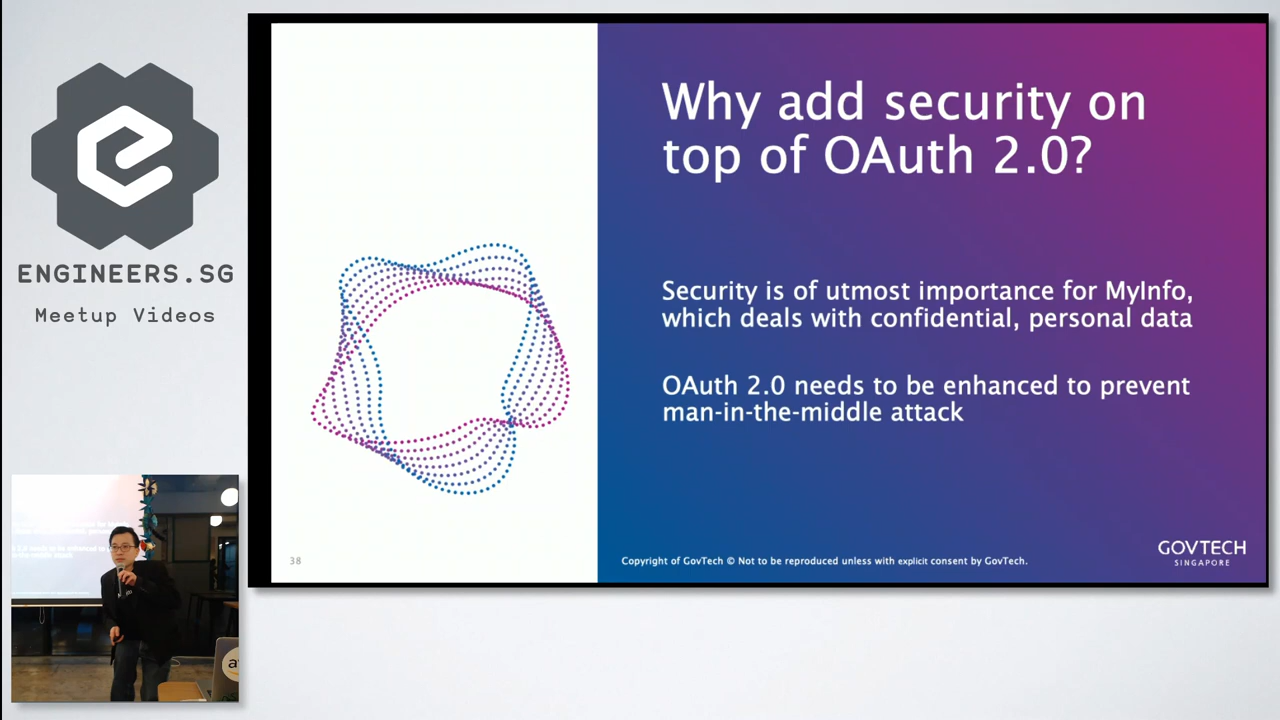 ENGINEERS.SG
Meetup Videos
Why add security on
top of OAuth 2.0?
Security is of utmost importance for MyInfo,
which deals with confidential, personal data
OAuth 2.0 needs to be enhanced to prevent
man-in-the-middle attack
38
Copyright of GovTech © Not to be reproduced unless with explicit consent by GovTech.
GOVTECH
SINGAPORE